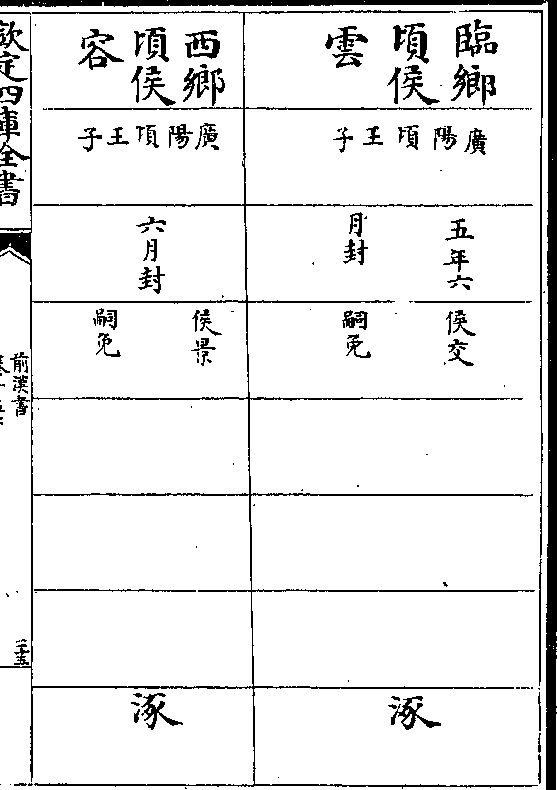 臨鄉
頃侯
雲
廣陽頃王子
五年六
月封
侯交
嗣免
涿
西鄉
頃侯
容
廣陽頃王子
六月封
侯景
嗣免
涿
欽定四庫全書
前漢書